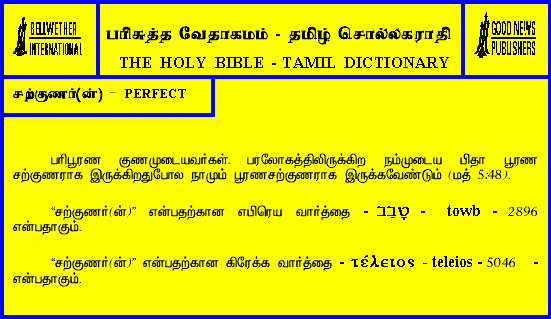 BELLWETHER
INTERNATIONAL
பரிசுத்த வேதாகமம் - தமிழ் சொல்லகராதி
THE HOLY BIBLE - TAMIL DICTIONARY
GOOD NEWS
PUBLISHERS
சற்குணர்(ன்) - PERFECT
பரிபூரண குணமுடையவர்கள். பரலோகத்திலிருக்கிற நம்முடைய பிதா பூரண
சற்குணராக இருக்கிறதுபோல நாமும் பூரணசற்குணராக இருக்கவேண்டும் (மத் 5:48).
“சற்குணர்(ன்)” என்பதற்கான எபிரெய வார்த்தை - טָבַב - towb - 2896
என்பதாகும்.
“சற்குணர்(ன்)” என்பதற்கான கிரேக்க வார்த்தை - τέλειος - teleios - 5046 -
என்பதாகும்.